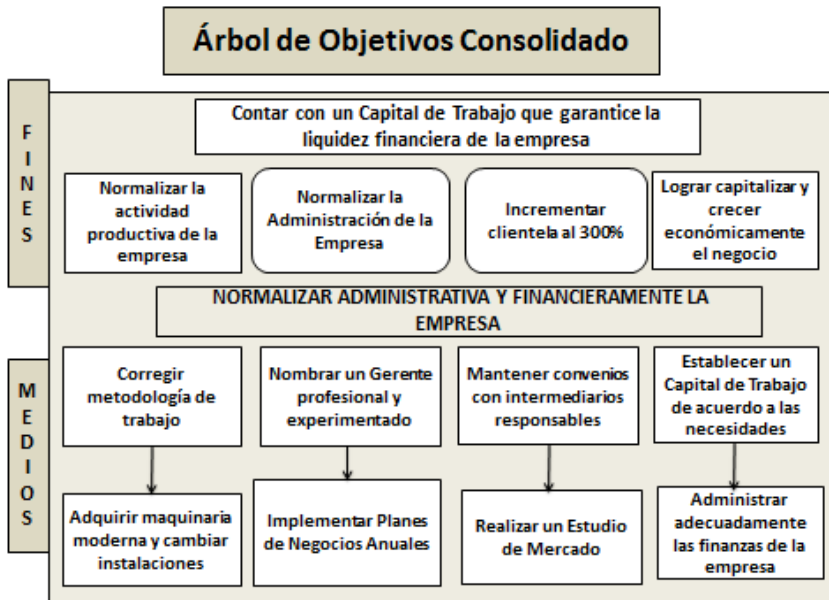 Árbol de Objetivos Consolidado
FINES
Contar con un Capital de Trabajo que garantice la
liquidez financiera de la empresa
Normalizar la
actividad
productiva de la
empresa
Normalizar la
Administración de la
Empresa
Incrementar
clientela al 300%
Lograr capitalizar y
crecer
económicamente
el negocio
NORMALIZAR ADMINISTRATIVA Y FINANCIERAMENTE LA
EMPRESA
MEDIOS
Corregir
metodología de
trabajo
Nombrar un Gerente
profesional y
experimentado
Mantener convenios
con intermediarios
responsables
Establecer un
Capital de Trabajo
de acuerdo a las
necesidades
Adquirir maquinaria
moderna y cambiar
instalaciones
Implementar Planes
de Negocios Anuales
Realizar un Estudio
de Mercado
Administrar
adecuadamente
las finanzas de la
empresa